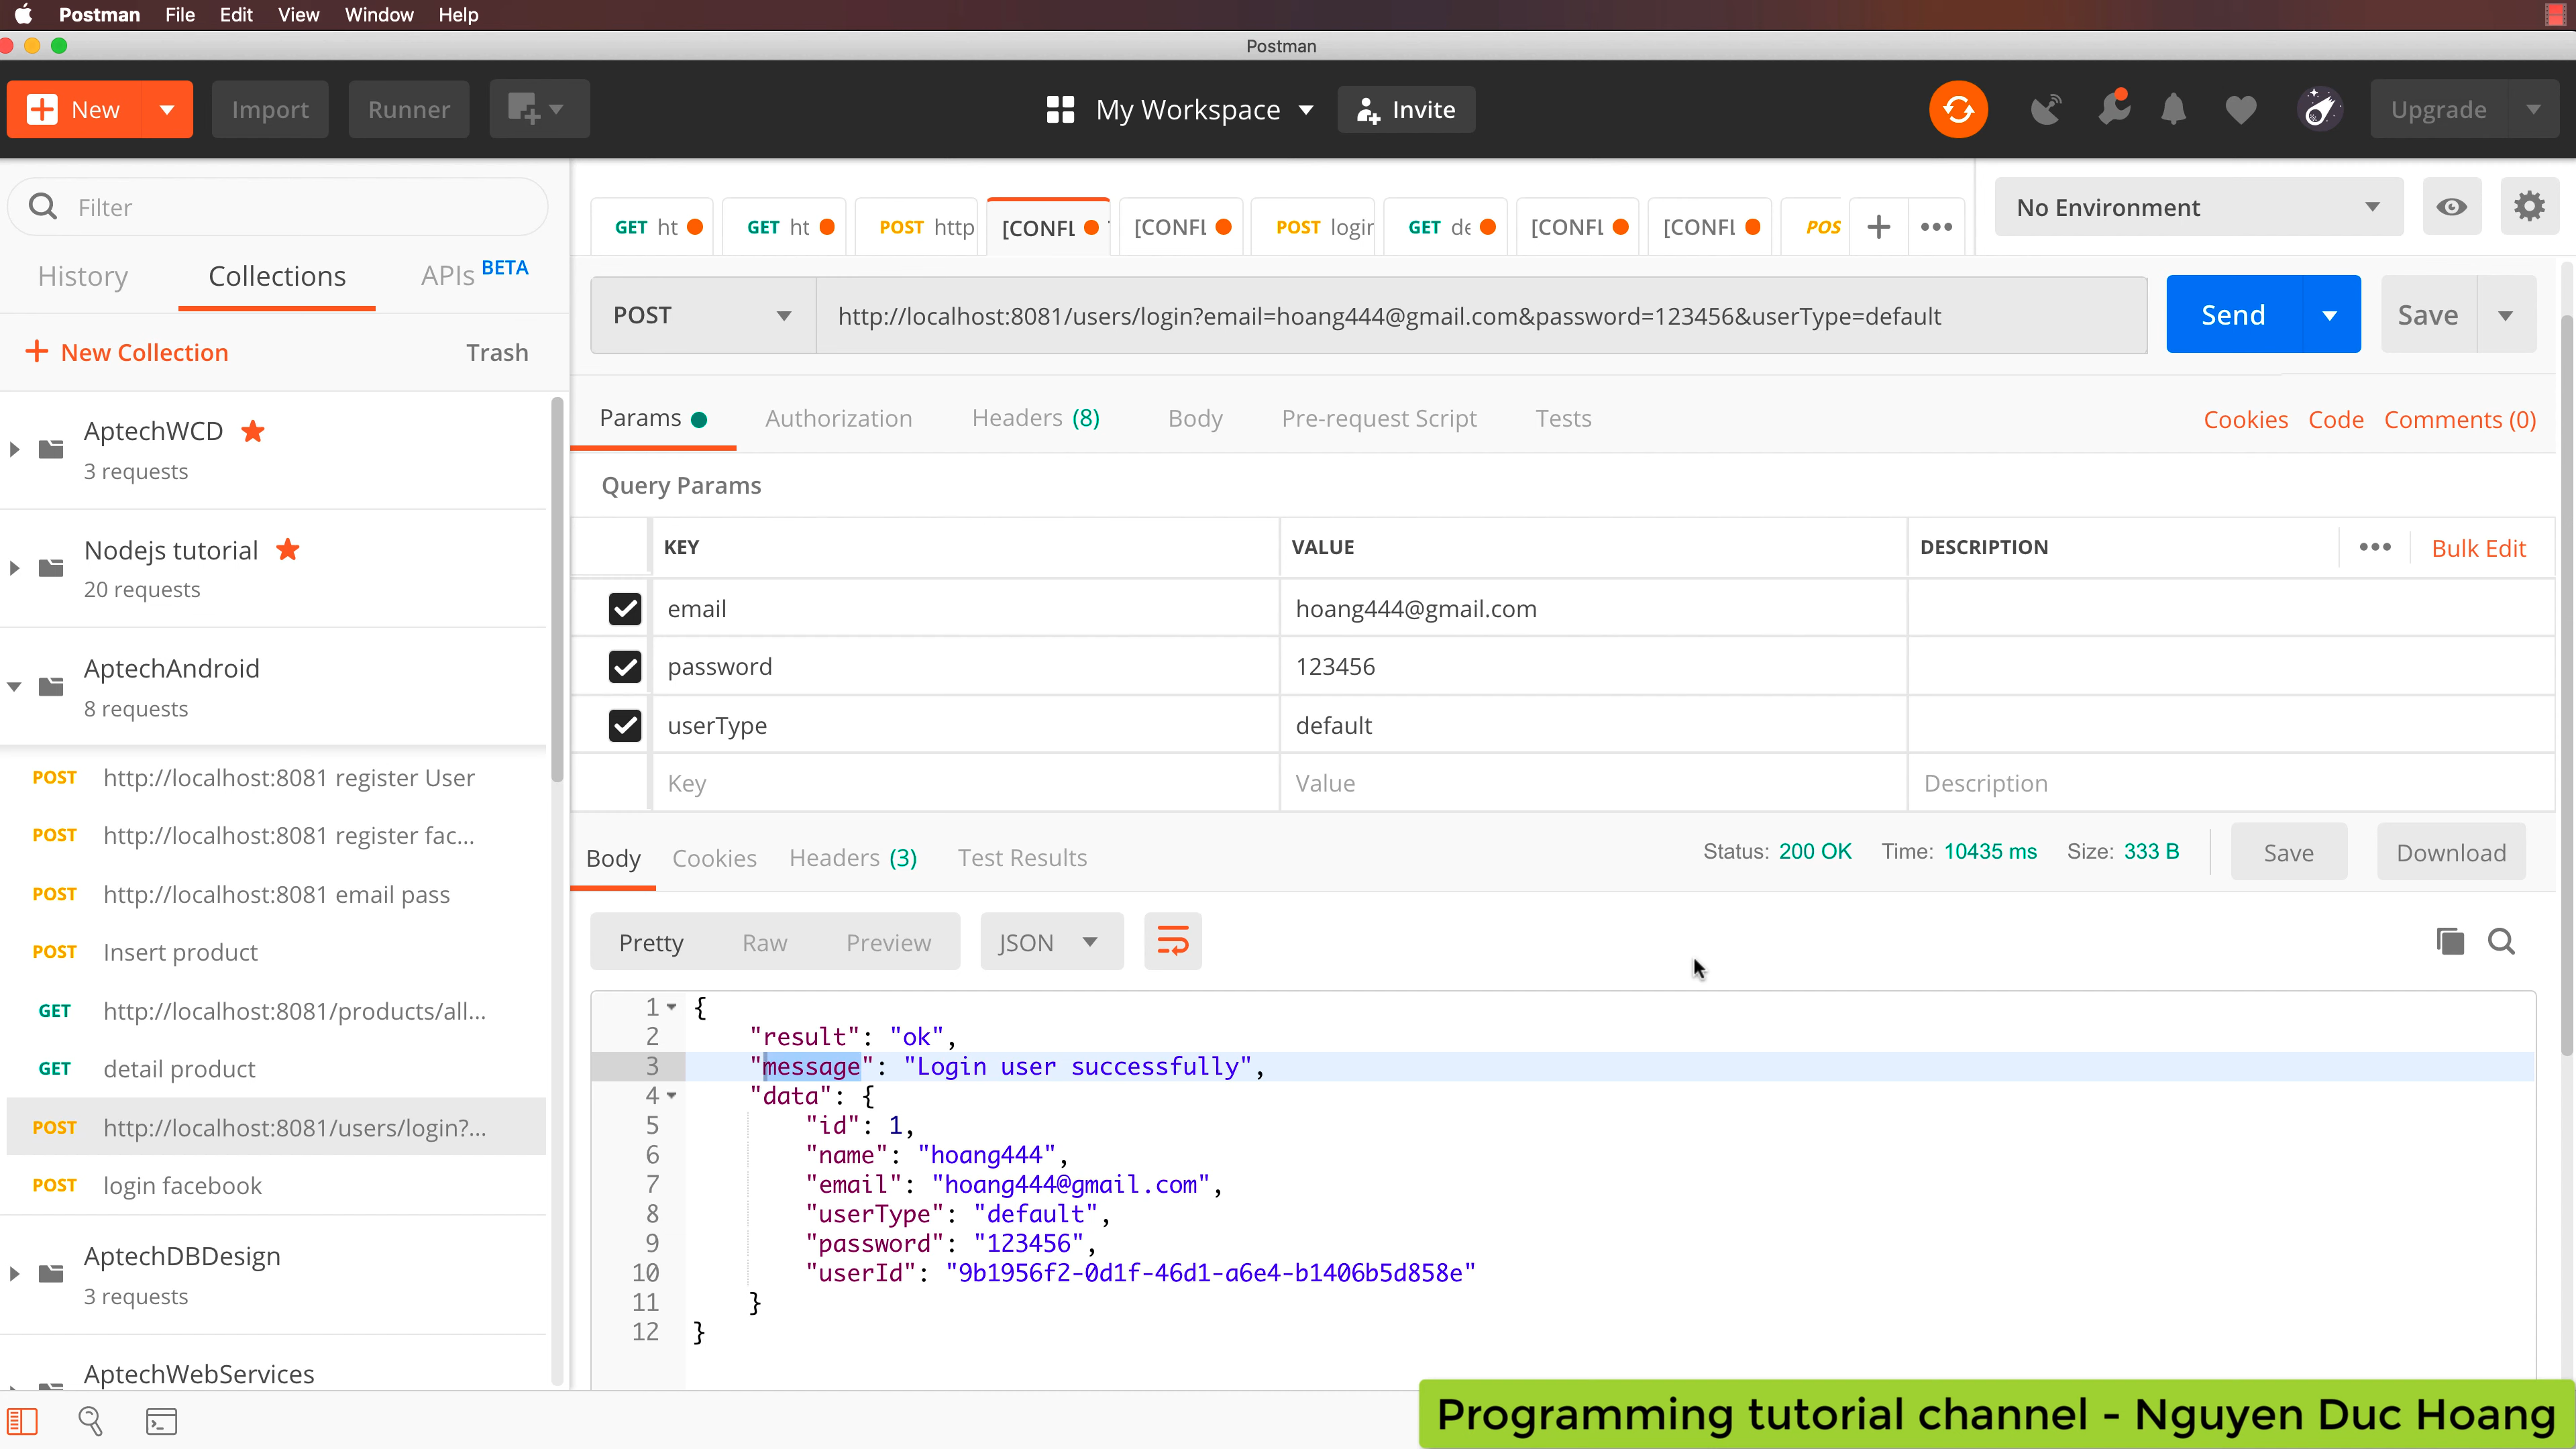 Postman File Edit View Window Help
Postman
New Import Runner My Workspace Invite Upgrade
Filter
History Collections APIs BETA
+ New Collection Trash
AptechWCD
3 requests
Nodejs tutorial
20 requests
AptechAndroid
8 requests
POST http://localhost:8081 register User
POST http://localhost:8081 register fac...
POST http://localhost:8081 email pass
POST Insert product
GET http://localhost:8081/products/all...
GET detail product
POST http://localhost:8081/users/login?...
POST login facebook
AptechDBDesign
3 requests
AptechWebServices
GET ht GET ht POST http [CONFL [CONFL POST login GET de [CONFL [CONFL POS + •••
No Environment
POST http://localhost:8081/users/login?email=hoang444@gmail.com&password=123456&userType=default Send Save
Params Authorization Headers (8) Body Pre-request Script Tests Cookies Code Comments (0)
Query Params
KEY VALUE DESCRIPTION ••• Bulk Edit
email hoang444@gmail.com
password 123456
userType default
Key Value Description
Body Cookies Headers (3) Test Results Status: 200 OK Time: 10435 ms Size: 333 B Save Download
Pretty Raw Preview JSON
1 {
2 "result": "ok",
3 "message": "Login user successfully",
4 "data": {
5 "id": 1,
6 "name": "hoang444",
7 "email": "hoang444@gmail.com",
8 "userType": "default",
9 "password": "123456",
10 "userId": "9b1956f2-0d1f-46d1-a6e4-b1406b5d858e"
11 }
12 }
Programming tutorial channel - Nguyen Duc Hoang